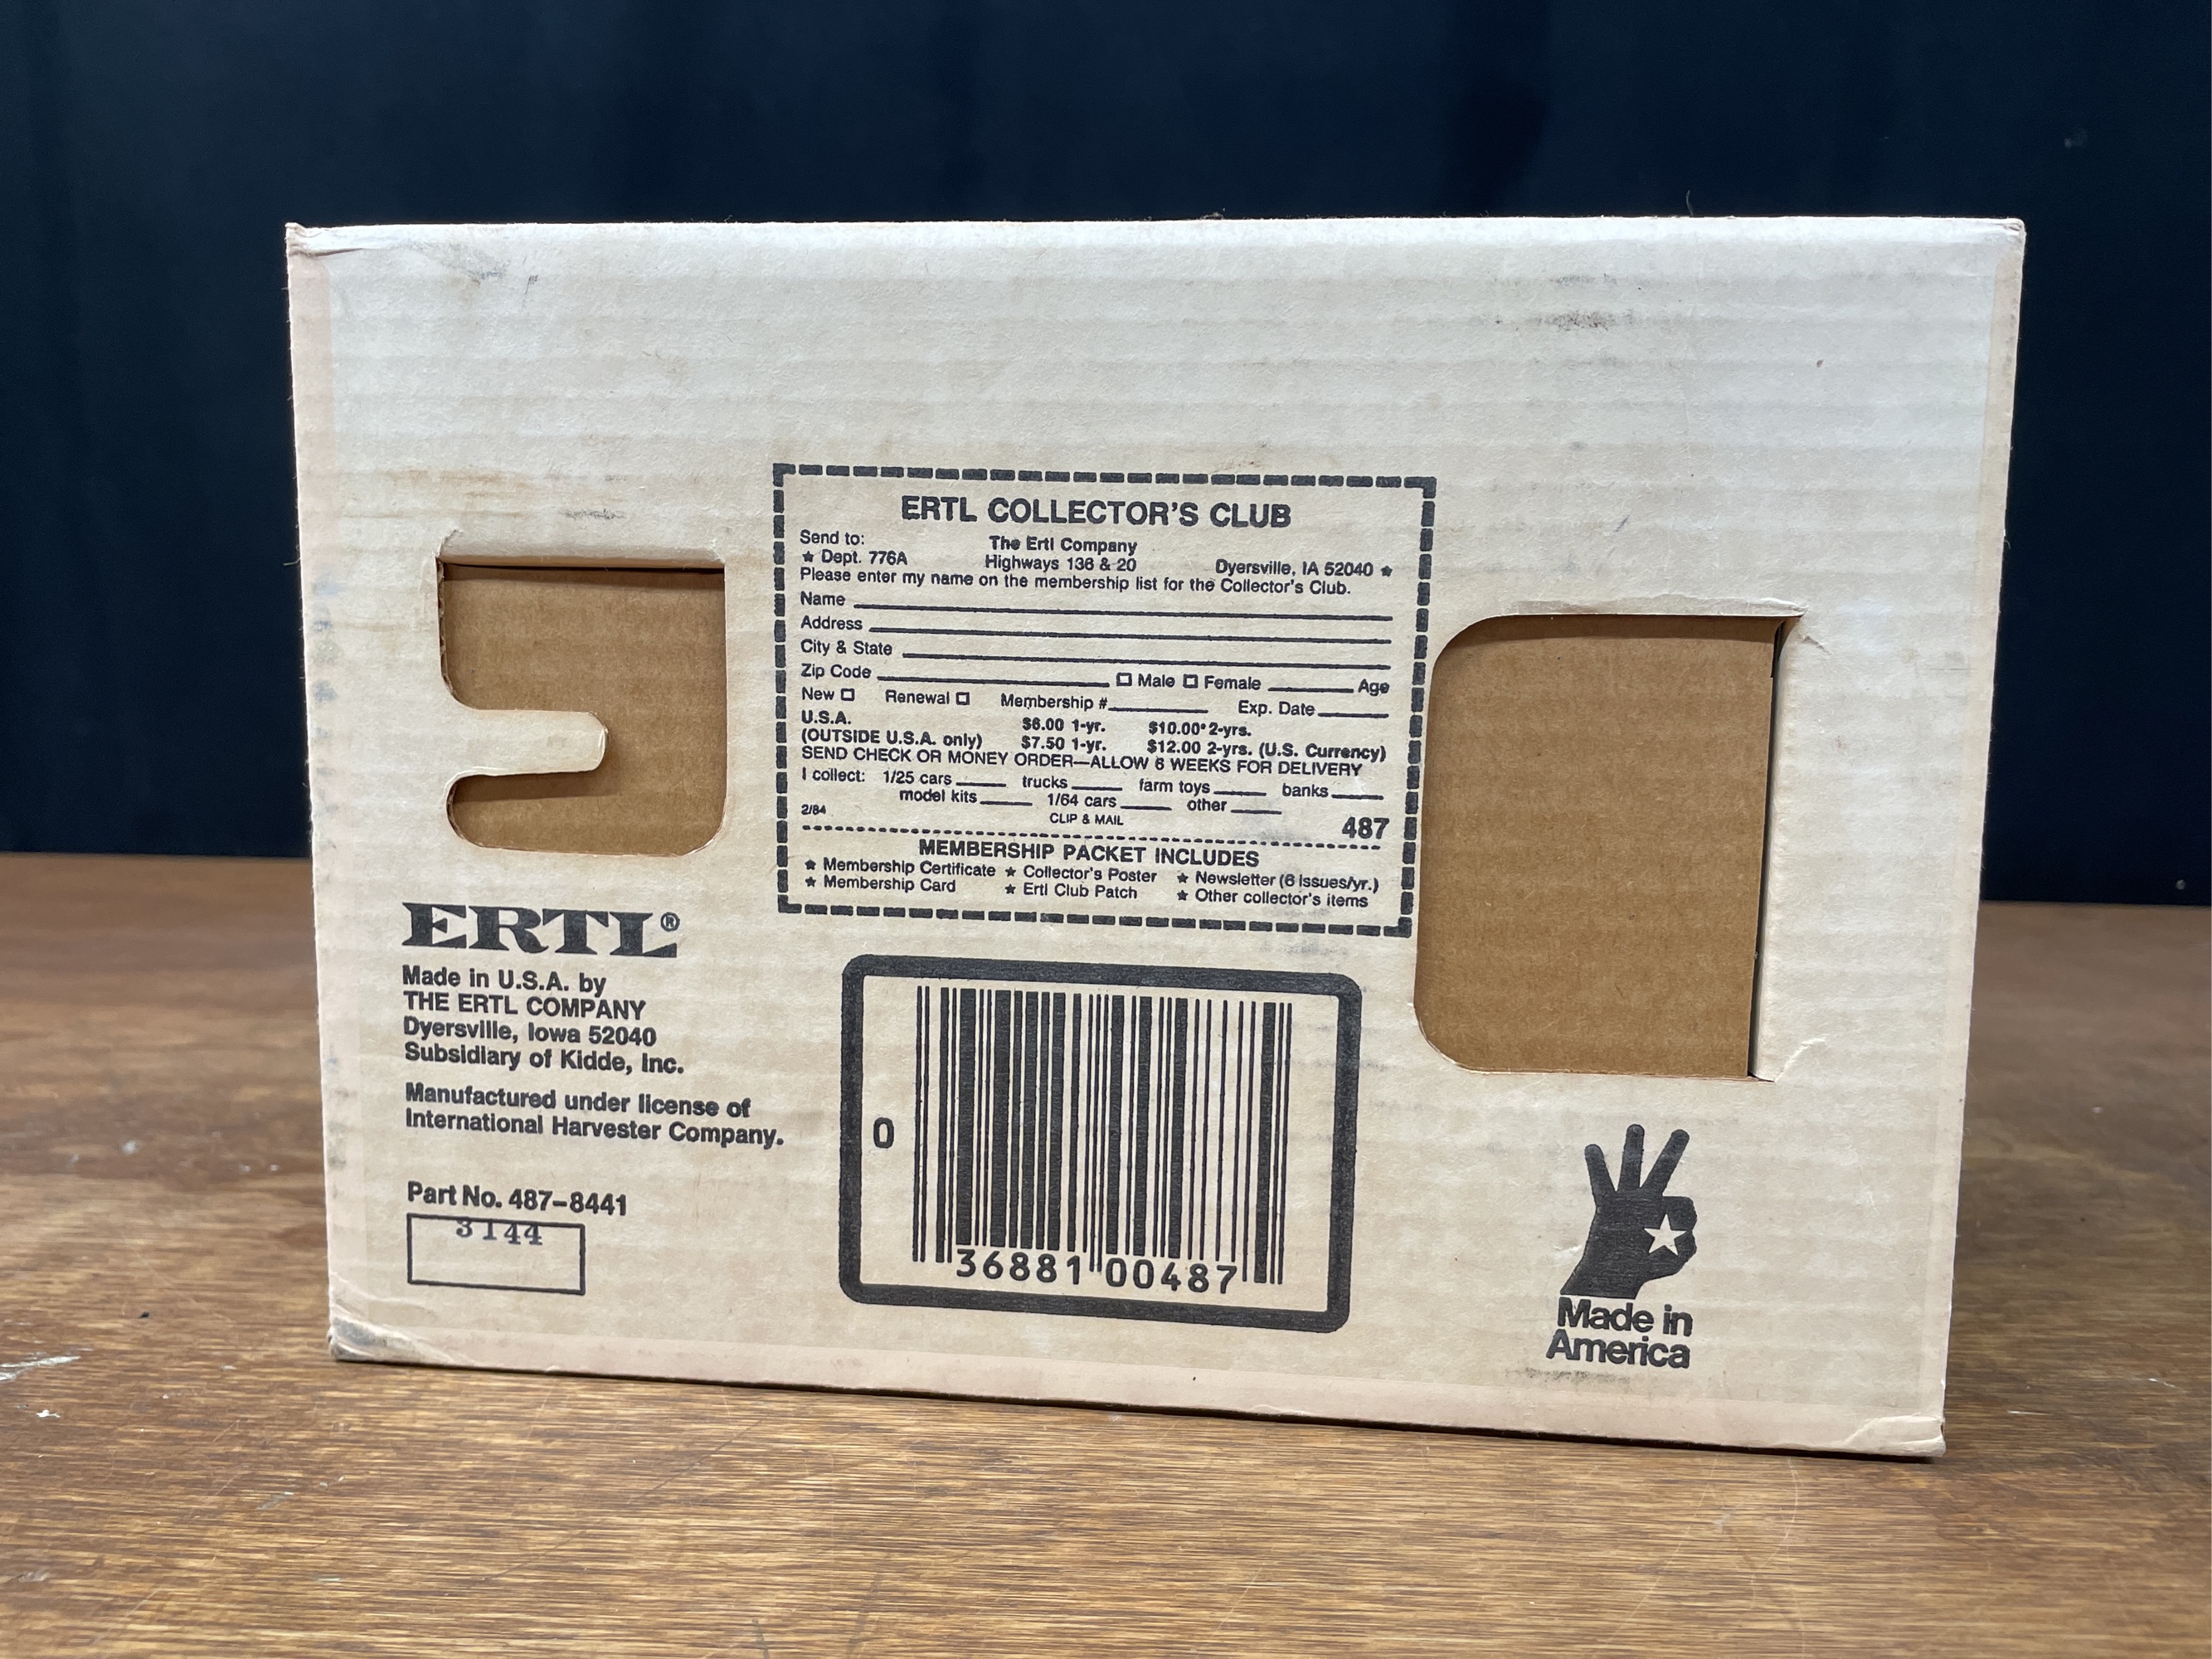 ERTL COLLECTOR'S CLUB
Send to: The Ertl Company
★ Dept. 776A Highways 136 & 20 Dyersville, IA 52040 ★
Please enter my name on the membership list for the Collector's Club.
Name
Address
City & State
Zip Code Male Female Age
New Renewal Membership # Exp. Date
U.S.A. $6.00 1-yr. $10.00 2-yrs.
(OUTSIDE U.S.A. only) $7.50 1-yr. $12.00 2-yrs. (U.S. Currency)
SEND CHECK OR MONEY ORDER—ALLOW 6 WEEKS FOR DELIVERY
I collect: 1/25 cars trucks farm toys banks
model kits 1/64 cars other
2/84 CLIP & MAIL 487
MEMBERSHIP PACKET INCLUDES
★ Membership Certificate ★ Collector's Poster ★ Newsletter (6 issues/yr.)
★ Membership Card ★ Ertl Club Patch ★ Other collector's items
ERTL®
Made in U.S.A. by
THE ERTL COMPANY
Dyersville, Iowa 52040
Subsidiary of Kidde, Inc.
Manufactured under license of
International Harvester Company.
Part No. 487-8441
3144
0 36881 00487
Made in
America